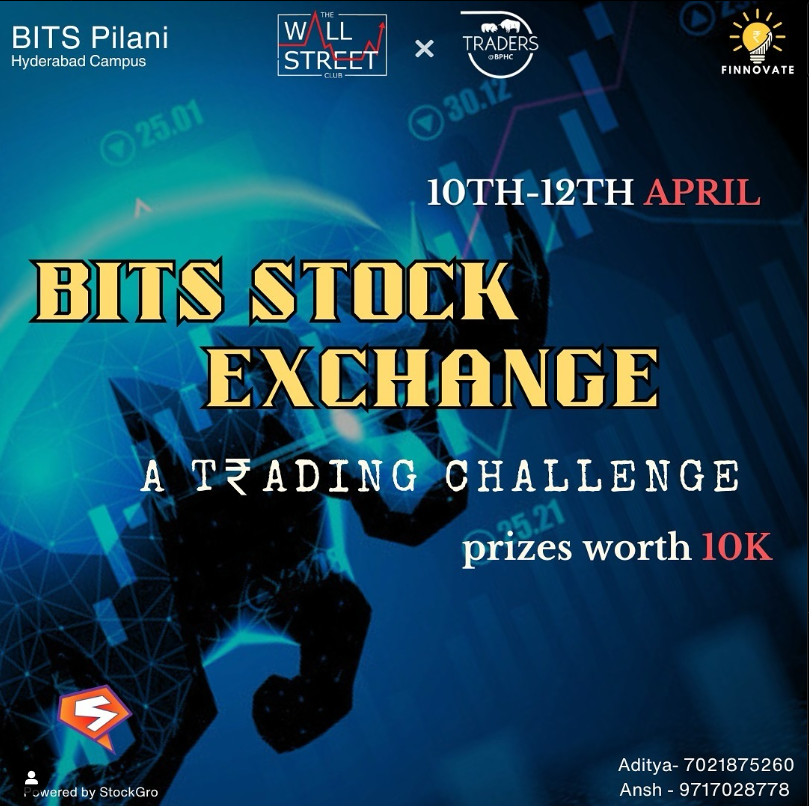 BITS Pilani
Hyderabad Campus
THE
WALL
STREET
CLUB
×
TRADERS
@BPHC
₹
FINNOVATE
25.01
30.12
10TH-12TH APRIL
BITS STOCK
EXCHANGE
A T₹ADING CHALLENGE
25.21
prizes worth 10K
S
Powered by StockGro
Aditya- 7021875260
Ansh - 9717028778